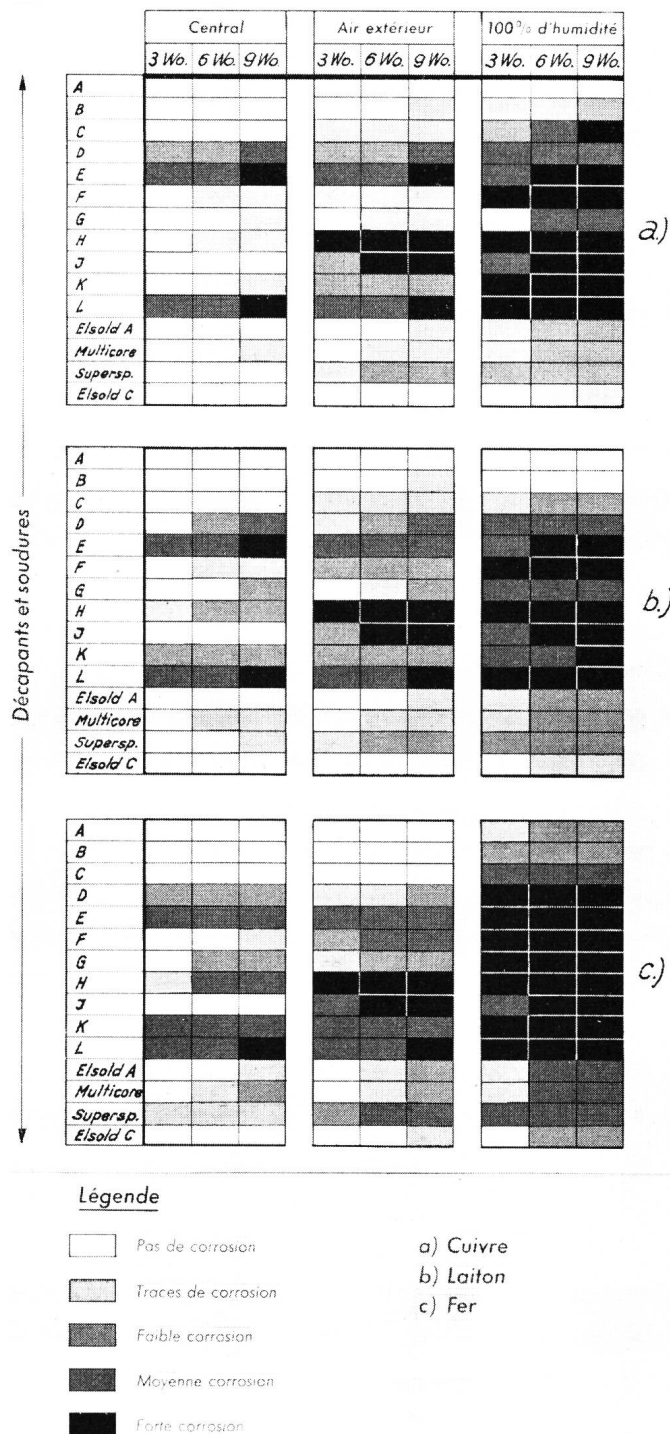 Central Air extérieur 100% d'humidité
3 Wo. 6 Wo. 9 Wo. 3 Wo. 6 Wo. 9 Wo. 3 Wo. 6 Wo. 9 Wo.
Décapants et soudures
A
B
C
D
E
F
G
H
J
K
L
Elsold A
Multicore
Supersp.
Elsold C
a.)
A
B
C
D
E
F
G
H
J
K
L
Elsold A
Multicore
Supersp.
Elsold C
b.)
A
B
C
D
E
F
G
H
J
K
L
Elsold A
Multicore
Supersp.
Elsold C
c.)
Légende
Pas de corrosion
Traces de corrosion
Faible corrosion
Moyenne corrosion
Forte corrosion
a) Cuivre
b) Laiton
c) Fer